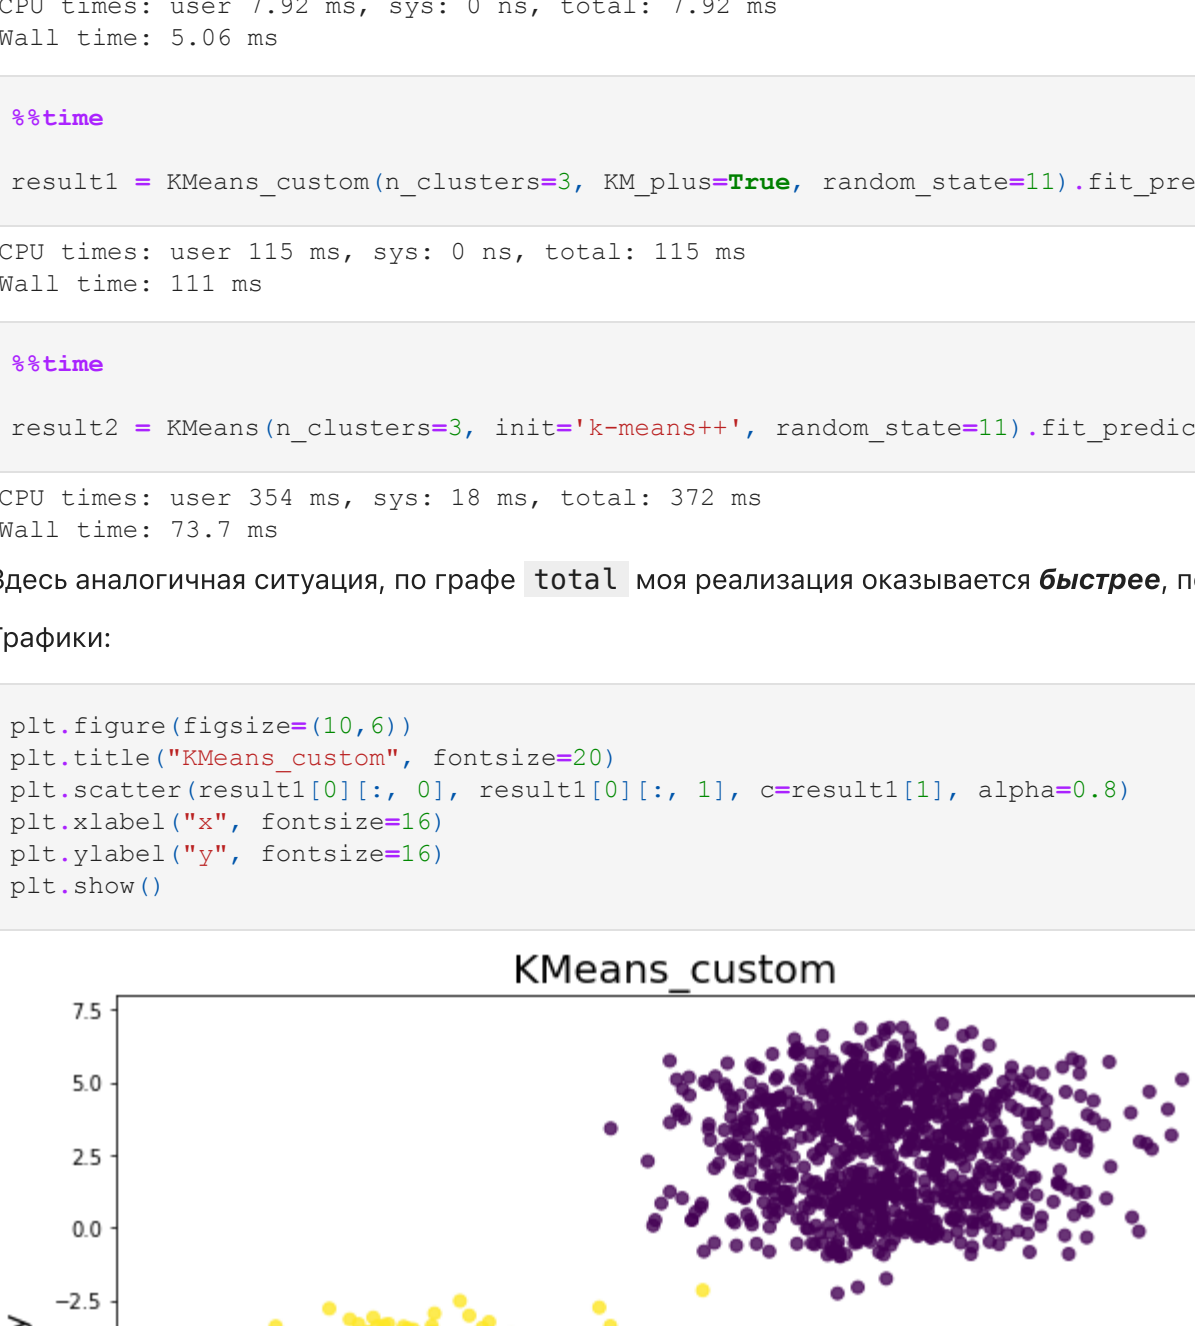 CPU times: user 7.92 ms, sys: 0 ns, total: 7.92 ms
Wall time: 5.06 ms
%%time
result1 = KMeans_custom(n_clusters=3, KM_plus=True, random_state=11).fit_pre
CPU times: user 115 ms, sys: 0 ns, total: 115 ms
Wall time: 111 ms
%%time
result2 = KMeans(n_clusters=3, init='k-means++', random_state=11).fit_predic
CPU times: user 354 ms, sys: 18 ms, total: 372 ms
Wall time: 73.7 ms
Здесь аналогичная ситуация, по графе total моя реализация оказывается быстрее, п
Графики:
plt.figure(figsize=(10,6))
plt.title("KMeans_custom", fontsize=20)
plt.scatter(result1[0][:, 0], result1[0][:, 1], c=result1[1], alpha=0.8)
plt.xlabel("x", fontsize=16)
plt.ylabel("y", fontsize=16)
plt.show()
KMeans_custom
7.5
5.0
2.5
0.0
−2.5
y